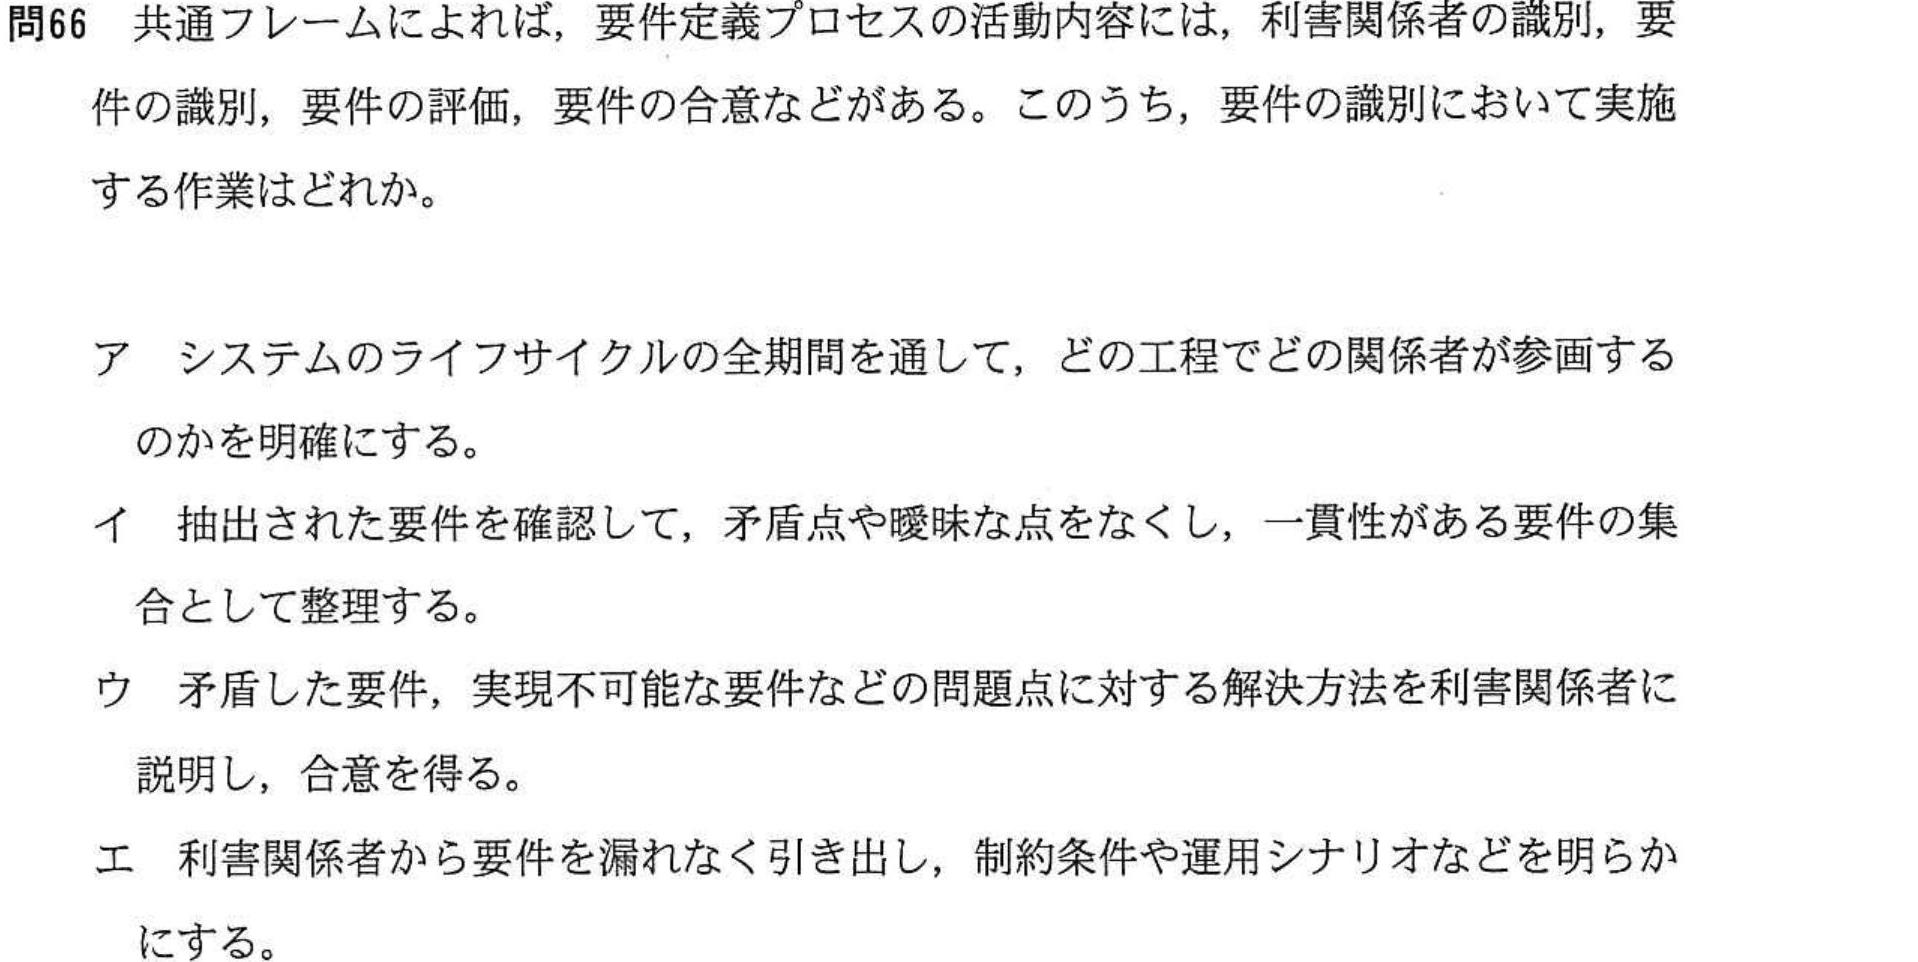 問66　共通フレームによれば，要件定義プロセスの活動内容には，利害関係者の識別，要
件の識別，要件の評価，要件の合意などがある。このうち，要件の識別において実施
する作業はどれか。
ア　システムのライフサイクルの全期間を通して，どの工程でどの関係者が参画する
のかを明確にする。
イ　抽出された要件を確認して，矛盾点や曖昧な点をなくし，一貫性がある要件の集
合として整理する。
ウ　矛盾した要件，実現不可能な要件などの問題点に対する解決方法を利害関係者に
説明し，合意を得る。
エ　利害関係者から要件を漏れなく引き出し，制約条件や運用シナリオなどを明らか
にする。